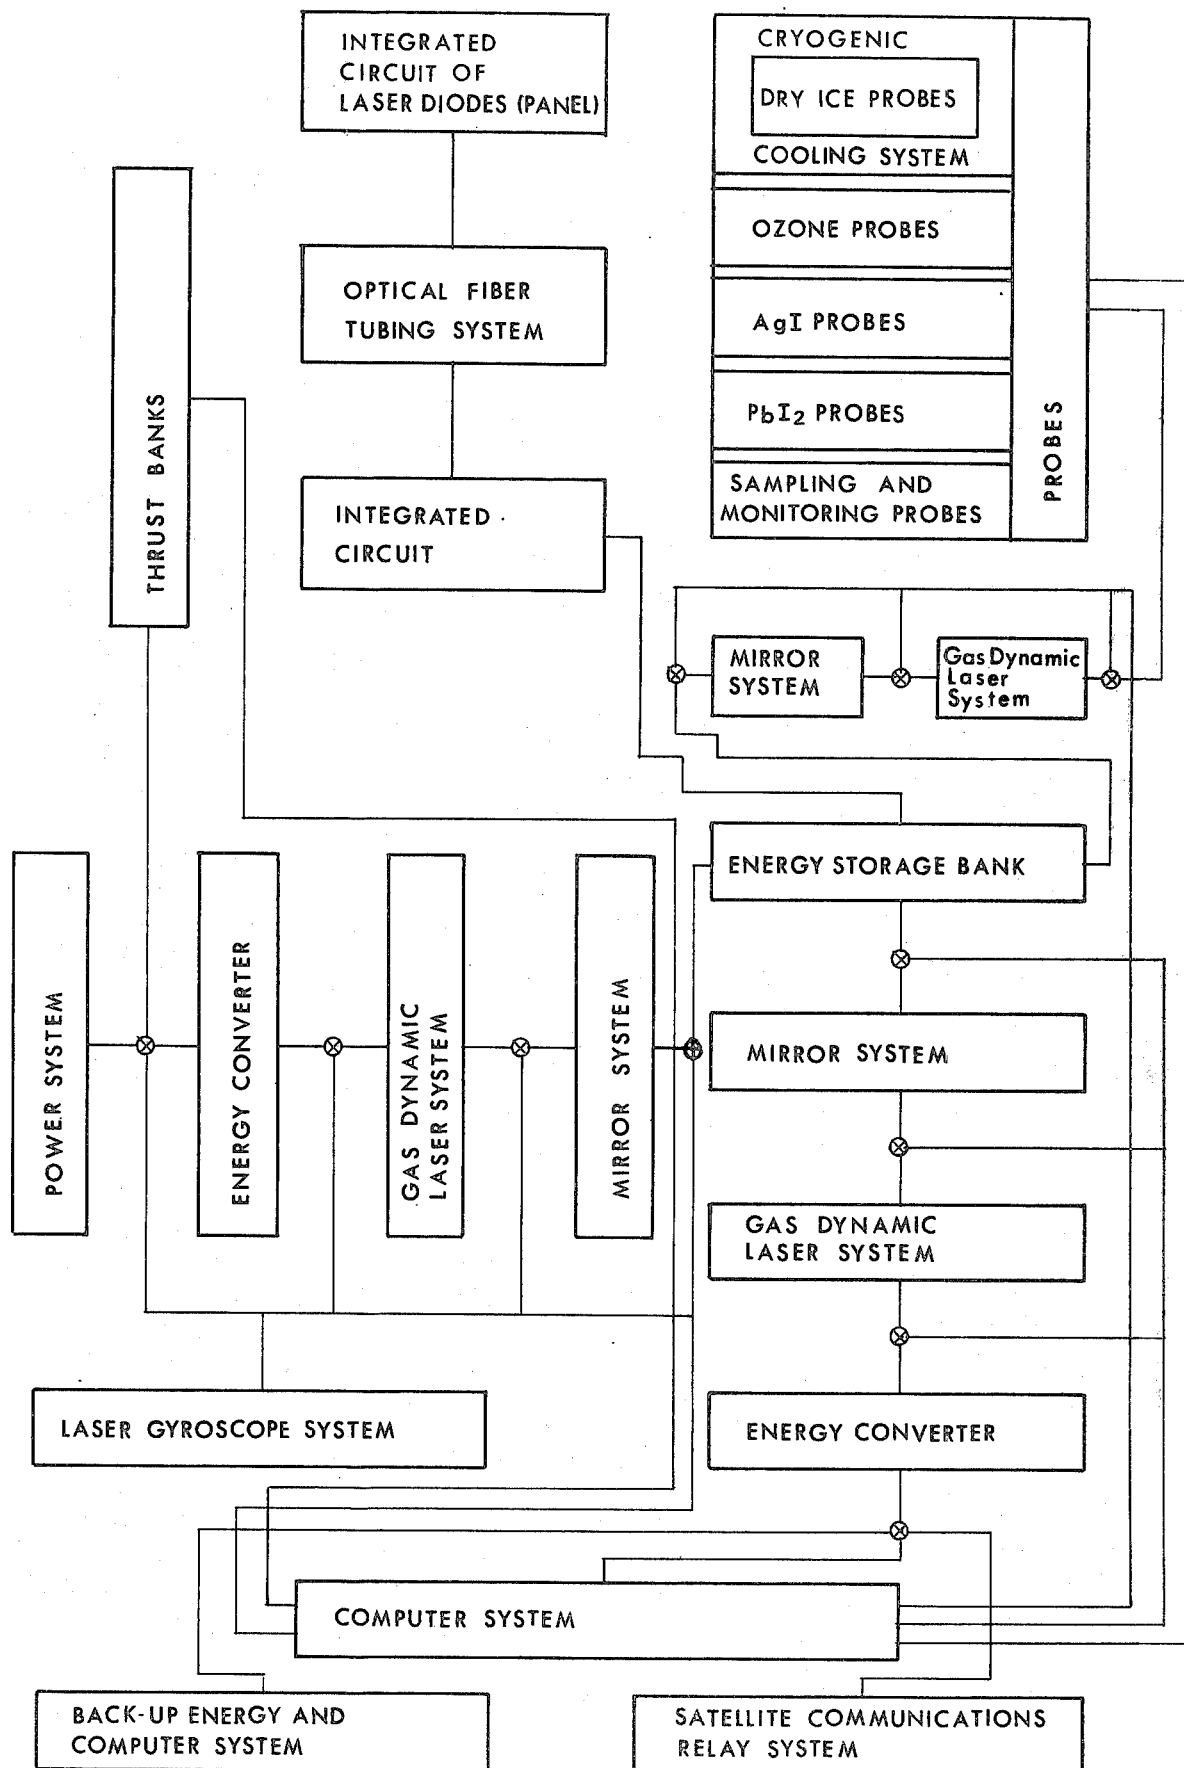 INTEGRATED
CIRCUIT OF
LASER DIODES (PANEL)
CRYOGENIC
DRY ICE PROBES
COOLING SYSTEM
OZONE PROBES
AgI PROBES
PbI2 PROBES
SAMPLING AND
MONITORING PROBES
PROBES
OPTICAL FIBER
TUBING SYSTEM
THRUST BANKS
INTEGRATED
CIRCUIT
MIRROR
SYSTEM
Gas Dynamic
Laser
System
ENERGY STORAGE BANK
POWER SYSTEM
ENERGY CONVERTER
GAS DYNAMIC
LASER SYSTEM
MIRROR SYSTEM
MIRROR SYSTEM
GAS DYNAMIC
LASER SYSTEM
LASER GYROSCOPE SYSTEM
ENERGY CONVERTER
COMPUTER SYSTEM
BACK-UP ENERGY AND
COMPUTER SYSTEM
SATELLITE COMMUNICATIONS
RELAY SYSTEM